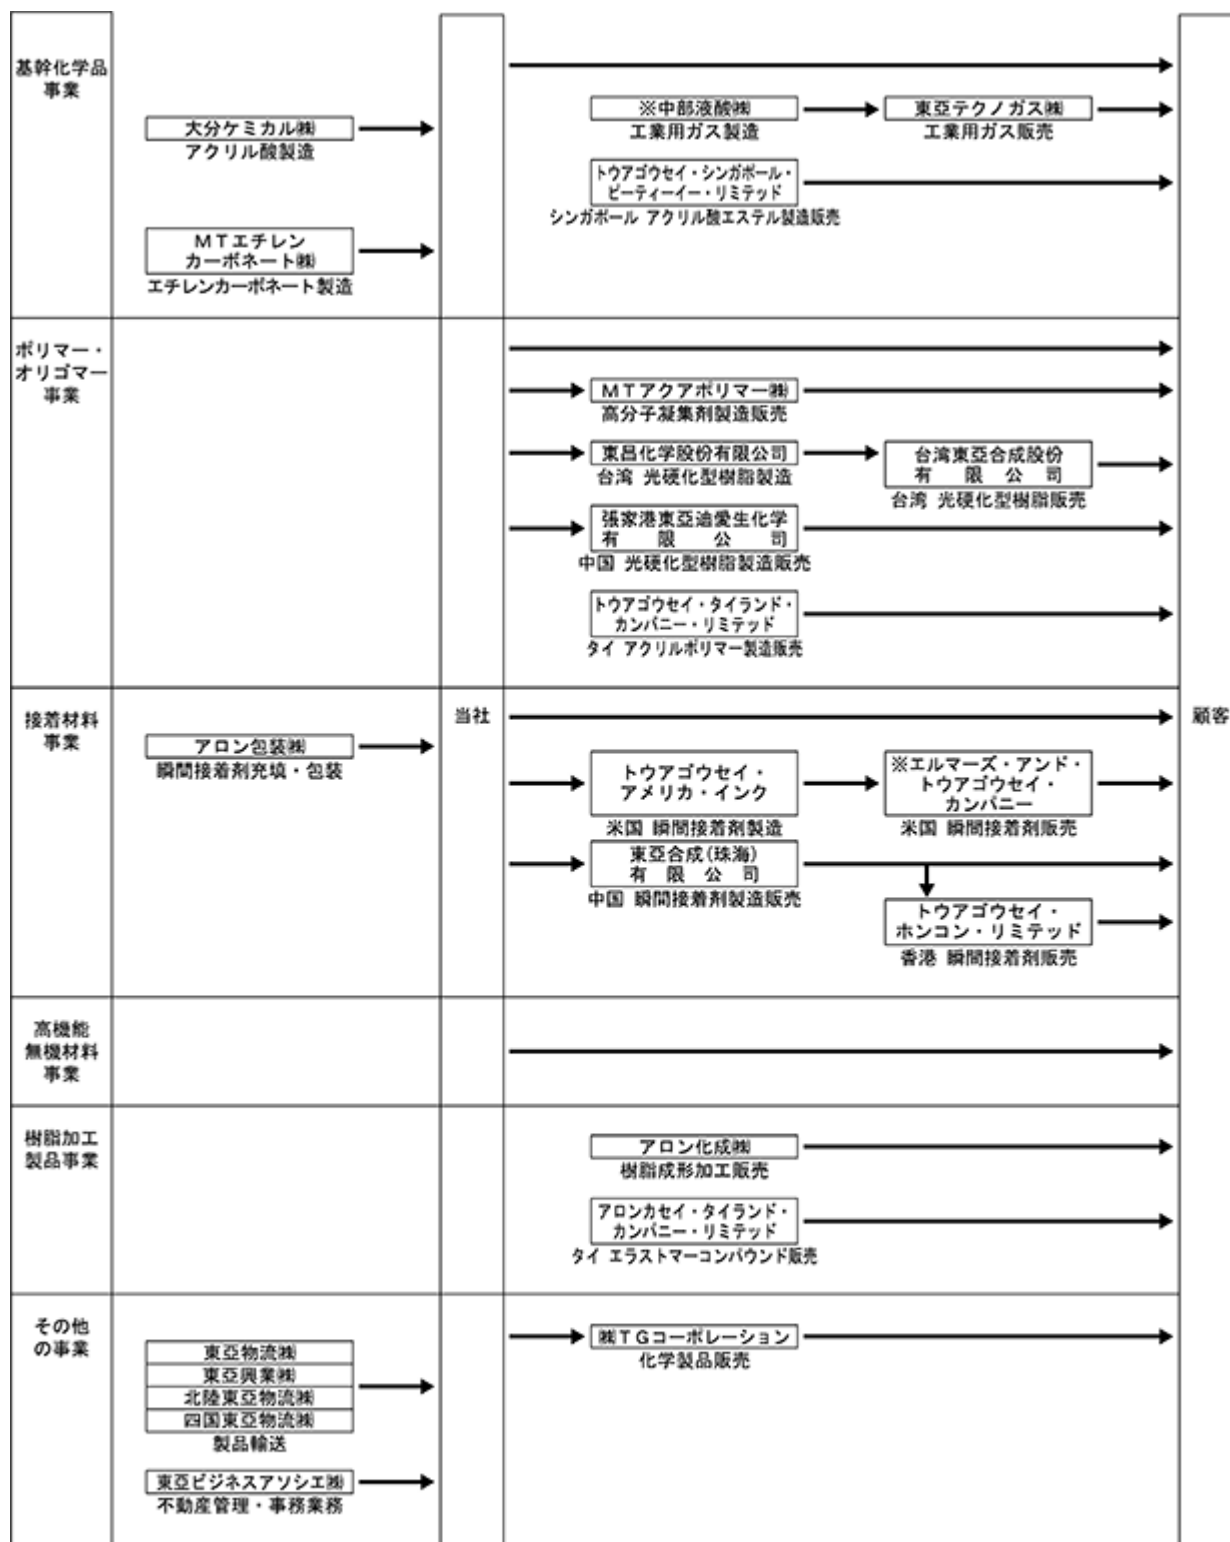 基幹化学品
事業
大分ケミカル㈱
アクリル酸製造
ＭＴエチレン
カーボネート㈱
エチレンカーボネート製造
※中部液酸㈱
工業用ガス製造
東亞テクノガス㈱
工業用ガス販売
トウアゴウセイ・シンガポール・
ピーティーイー・リミテッド
シンガポール アクリル酸エステル製造販売
ポリマー・
オリゴマー
事業
ＭＴアクアポリマー㈱
高分子凝集剤製造販売
東昌化学股份有限公司
台湾 光硬化型樹脂製造
台湾東亞合成股份
有限公司
台湾 光硬化型樹脂販売
張家港東亞迪愛生化学
有限公司
中国 光硬化型樹脂製造販売
トウアゴウセイ・タイランド・
カンパニー・リミテッド
タイ アクリルポリマー製造販売
接着材料
事業
アロン包装㈱
瞬間接着剤充填・包装
当社
トウアゴウセイ・
アメリカ・インク
米国 瞬間接着剤製造
※エルマーズ・アンド・
トウアゴウセイ・
カンパニー
米国 瞬間接着剤販売
東亞合成(珠海)
有限公司
中国 瞬間接着剤製造販売
トウアゴウセイ・
ホンコン・リミテッド
香港 瞬間接着剤販売
顧客
高機能
無機材料
事業
樹脂加工
製品事業
アロン化成㈱
樹脂成形加工販売
アロンカセイ・タイランド・
カンパニー・リミテッド
タイ エラストマーコンパウンド販売
その他
の事業
東亞物流㈱
東亞興業㈱
北陸東亞物流㈱
四国東亞物流㈱
製品輸送
東亞ビジネスアソシエ㈱
不動産管理・事務業務
㈱ＴＧコーポレーション
化学製品販売